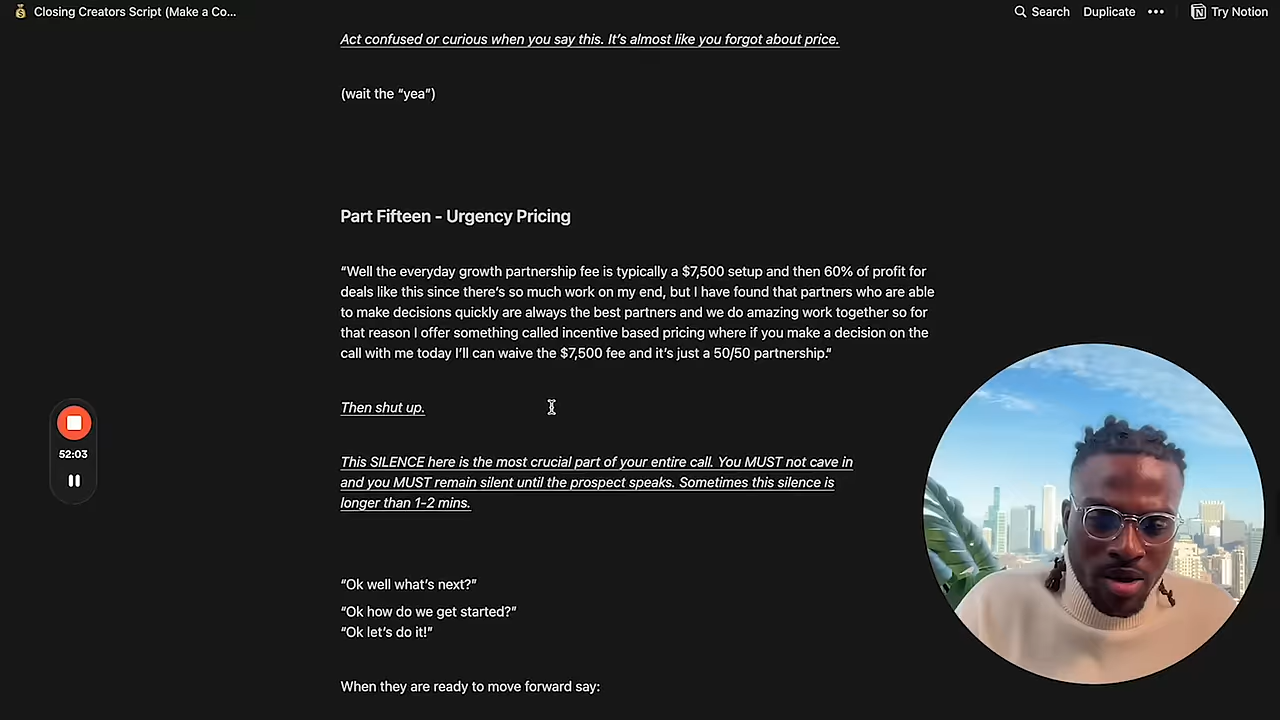 Closing Creators Script (Make a Co...
Search
Duplicate
Try Notion
Act confused or curious when you say this. It's almost like you forgot about price.
(wait the “yea”)
Part Fifteen - Urgency Pricing
“Well the everyday growth partnership fee is typically a $7,500 setup and then 60% of profit for
deals like this since there’s so much work on my end, but I have found that partners who are able
to make decisions quickly are always the best partners and we do amazing work together so for
that reason I offer something called incentive based pricing where if you make a decision on the
call with me today I’ll can waive the $7,500 fee and it’s just a 50/50 partnership.“
Then shut up.
This SILENCE here is the most crucial part of your entire call. You MUST not cave in
and you MUST remain silent until the prospect speaks. Sometimes this silence is
longer than 1-2 mins.
52:03
“Ok well what’s next?”
“Ok how do we get started?”
“Ok let’s do it!”
When they are ready to move forward say: